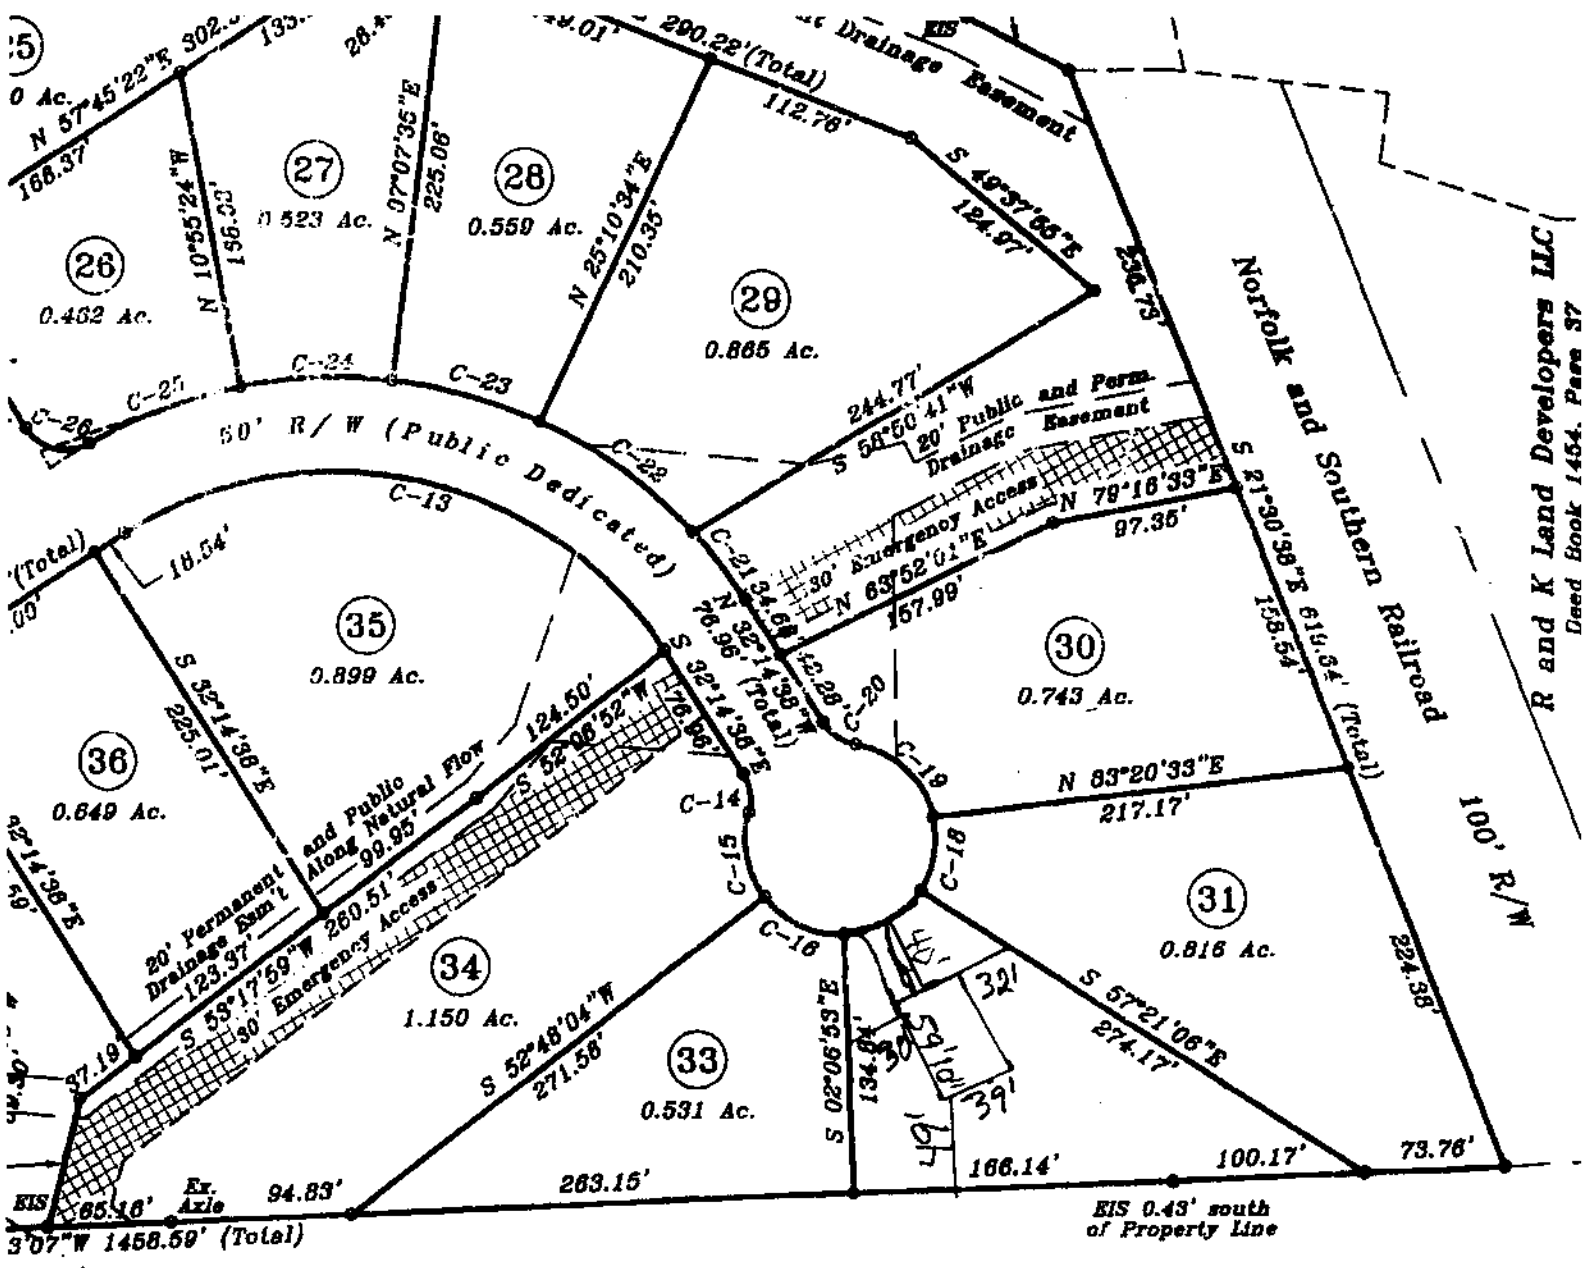 0 Ac.
N 57°45'22"E
168.37'
EIS
290.22'(Total)
112.76'
Drainage Easement
27
N 10°55'24"W
N 07°07'35"E
225.06'
28
0.559 Ac.
N 25°10'34"E
210.35'
S 49°37'55"E
124.97'
26
0.462 Ac.
29
0.865 Ac.
236.73'
C-24
C-25
C-26
C-23
C-22
C-21
50' R/W (Public Dedicated)
244.77'
S 58°50'41"W
20' Public and Perm.
Drainage Easement
30' Emergency Access
N 79°16'33"E
97.35'
N 63°52'01"E
157.99'
S 21°30'38"E 619.54' (Total)
158.54'
Norfolk and Southern Railroad
100' R/W
R and K Land Developers LLC
Deed Book 1454, Page 37
C-13
(Total)
18.54'
35
0.899 Ac.
S 32°14'38"E
225.01'
S 32°14'38"E
76.96'
N 32°14'38"W
76.96' (Total)
C-20
C-19
30
0.743 Ac.
36
0.649 Ac.
124.50'
S 52°06'52"W
20' Permanent and Public
Drainage Esm't Along Natural Flow
99.95'
123.37'
S 53°17'59"W 260.51'
30' Emergency Access
37.19'
C-14
C-15
C-16
C-18
N 83°20'33"E
217.17'
31
0.816 Ac.
34
1.150 Ac.
S 52°48'04"W
271.58'
33
0.531 Ac.
S 02°06'53"E
40'
32'
59'10"
39'
S 57°21'06"E
274.17'
224.38'
EIS
65.16'
Ex.
Axle
94.83'
263.15'
166.14'
100.17'
73.76'
EIS 0.43' south
of Property Line
3'07"W 1458.59' (Total)